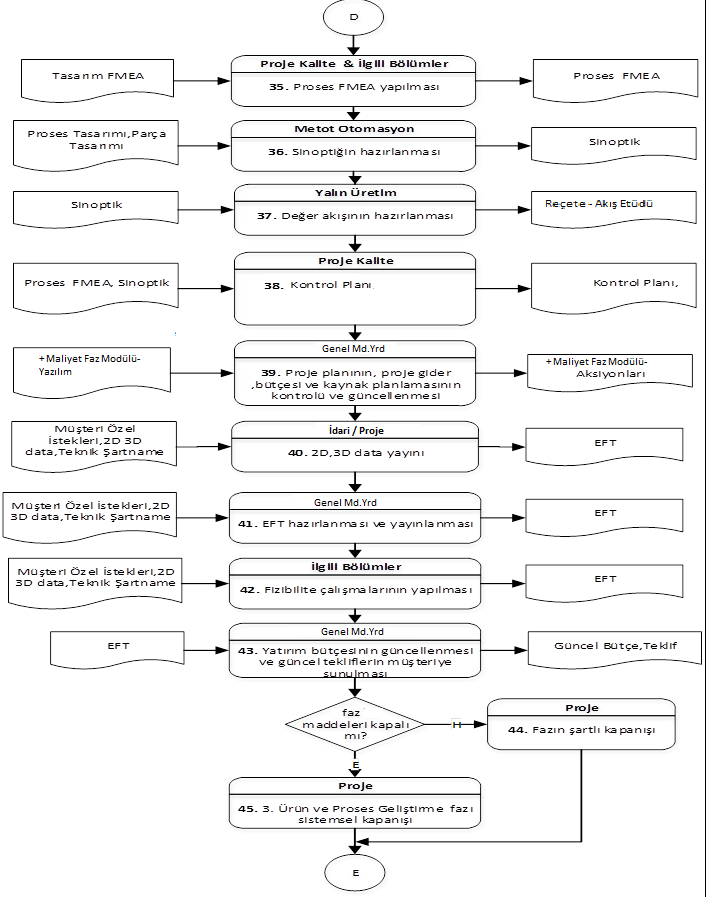 D
Proje Kalite & İlgili Bölümler
Tasarım FMEA
35. Proses FMEA yapılması
Proses FMEA
Metot Otomasyon
Proses Tasarımı,Parça
Tasarımı
36. Sinoptiğin hazırlanması
Sinoptik
Yalın Üretim
Sinoptik
37. Değer akışının hazırlanması
Reçete - Akış Etüdü
Proje Kalite
Proses FMEA, Sinoptik
38. Kontrol Planı,
Kontrol Planı,
Genel Md.Yrd
+ Maliyet Faz Modülü-
Yazılım
39. Proje planının, proje gider
,bütçesi ve kaynak planlamasının
kontrolü ve güncellenmesi
+ Maliyet Faz Modülü-
Aksiyonları
İdari / Proje
Müşteri Özel
İstekleri,2D 3D
data,Teknik Şartname
40. 2D,3D data yayını
EFT
Genel Md.Yrd
Müşteri Özel İstekleri,2D
3D data,Teknik Şartname
41. EFT hazırlanması ve yayınlanması
EFT
İlgili Bölümler
Müşteri Özel İstekleri,2D
3D data,Teknik Şartname
42. Fizibilite çalışmalarının yapılması
EFT
Genel Md.Yrd
EFT
43. Yatırım bütçesinin güncellenmesi
ve güncel tekliflerin müşteriye
sunulması
Güncel Bütçe,Teklif
faz
maddeleri kapalı
mı?
H
Proje
44. Fazın şartlı kapanışı
E
Proje
45. 3. Ürün ve Proses Geliştirme fazı
sistemsel kapanışı
E